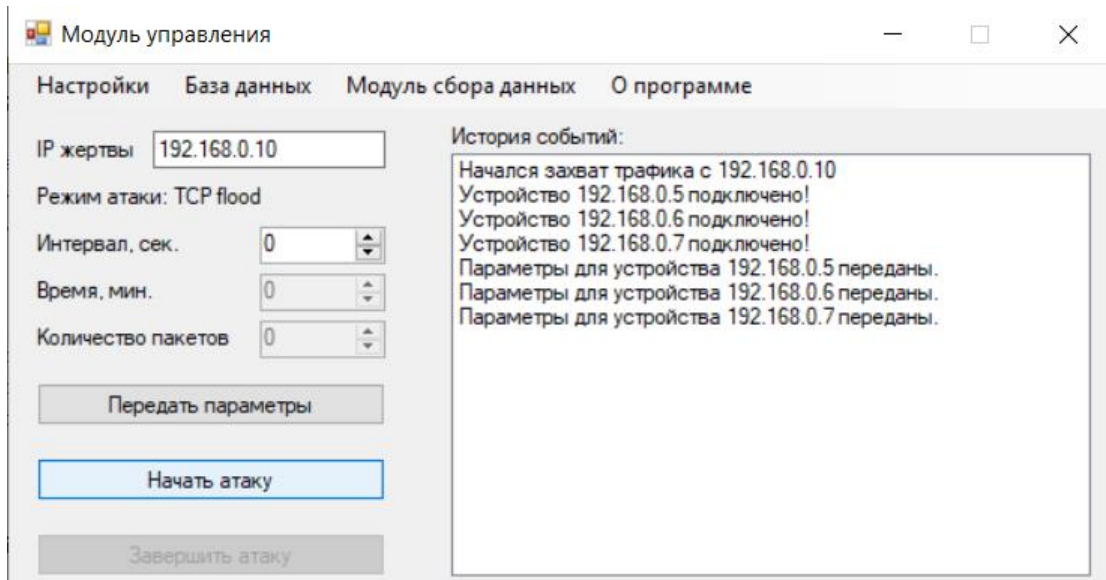 Модуль управления
Настройки База данных Модуль сбора данных О программе
IP жертвы 192.168.0.10
Режим атаки: TCP flood
Интервал, сек. 0
Время, мин. 0
Количество пакетов 0
Передать параметры
Начать атаку
Завершить атаку
История событий:
Начался захват трафика с 192.168.0.10
Устройство 192.168.0.5 подключено!
Устройство 192.168.0.6 подключено!
Устройство 192.168.0.7 подключено!
Параметры для устройства 192.168.0.5 переданы.
Параметры для устройства 192.168.0.6 переданы.
Параметры для устройства 192.168.0.7 переданы.